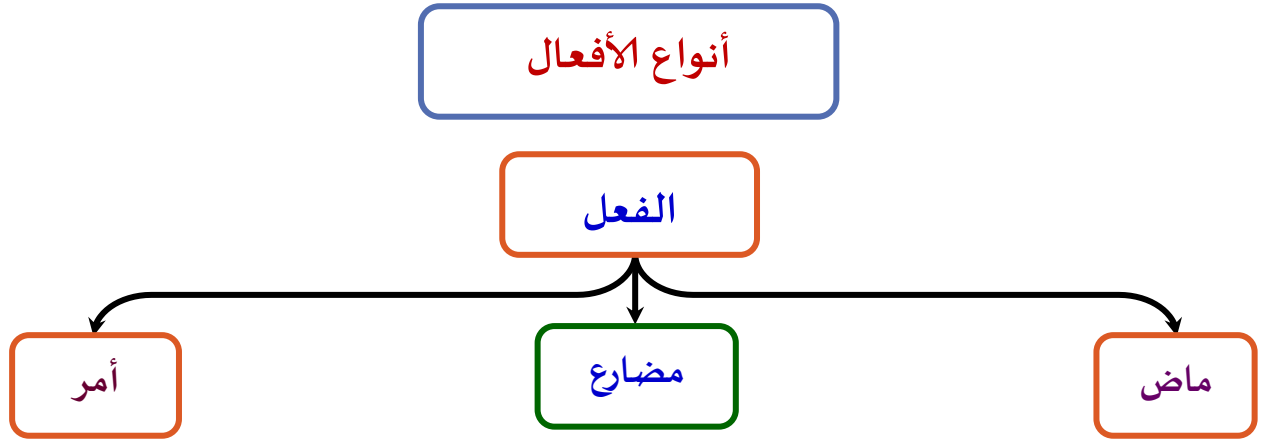 أنواع الأفعال
الفعل
ماض
مضارع
أمر